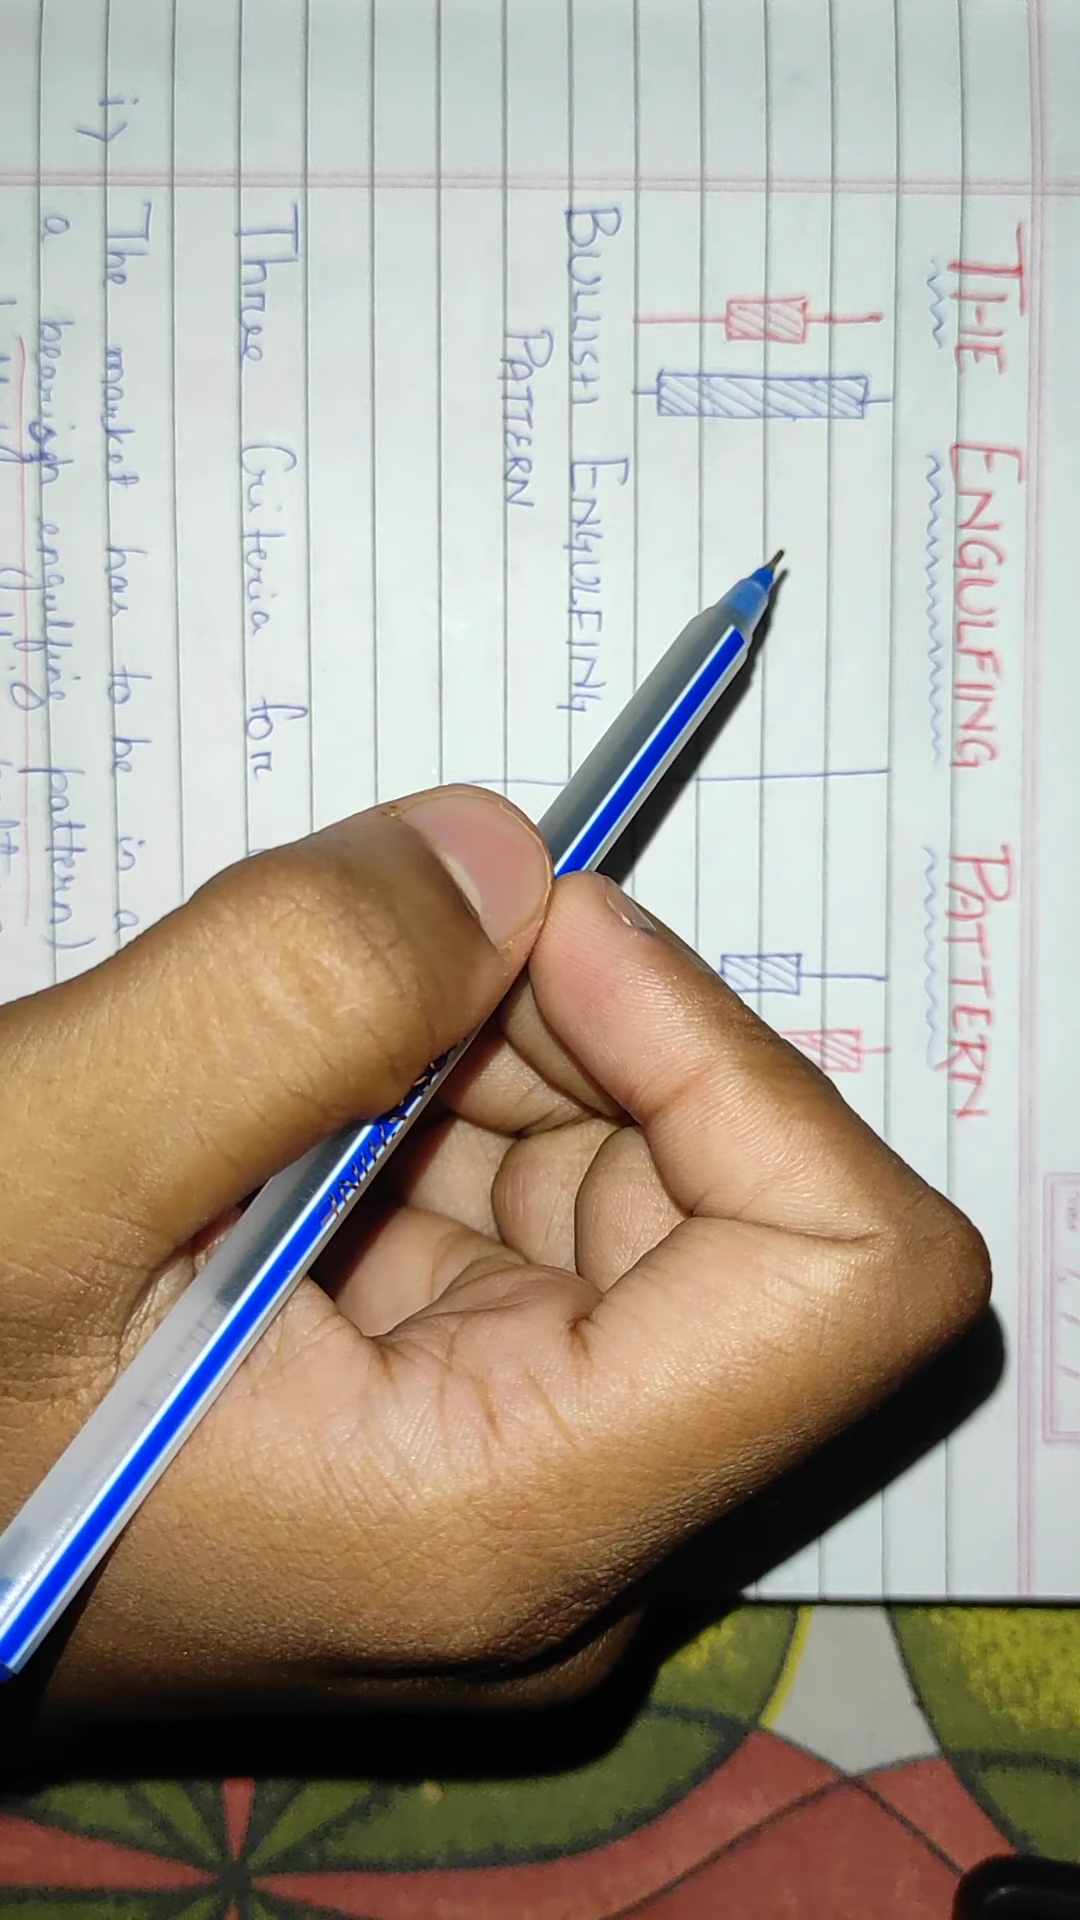 THE ENGULFING PATTERN
BULLISH ENGULFING
PATTERN
Three Criteria for
i> The market has to be in a
a bearish engulfing pattern)